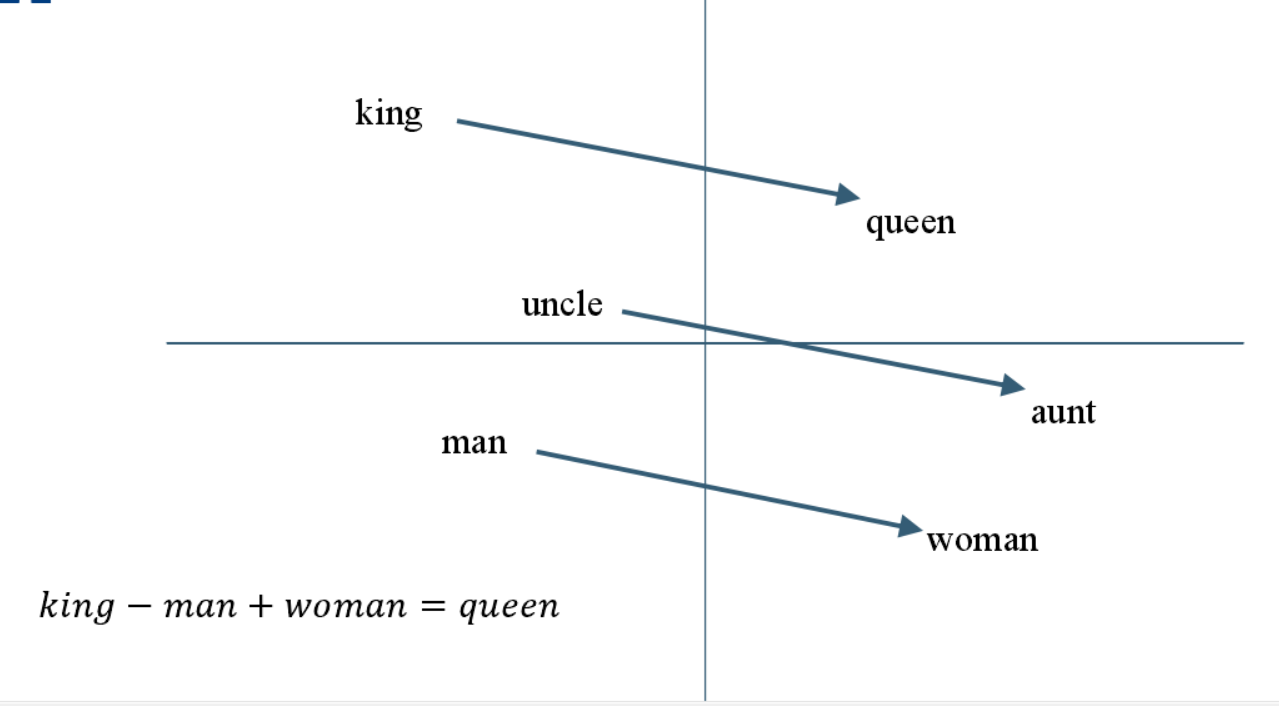 king
queen
uncle
aunt
man
woman
king − man + woman = queen